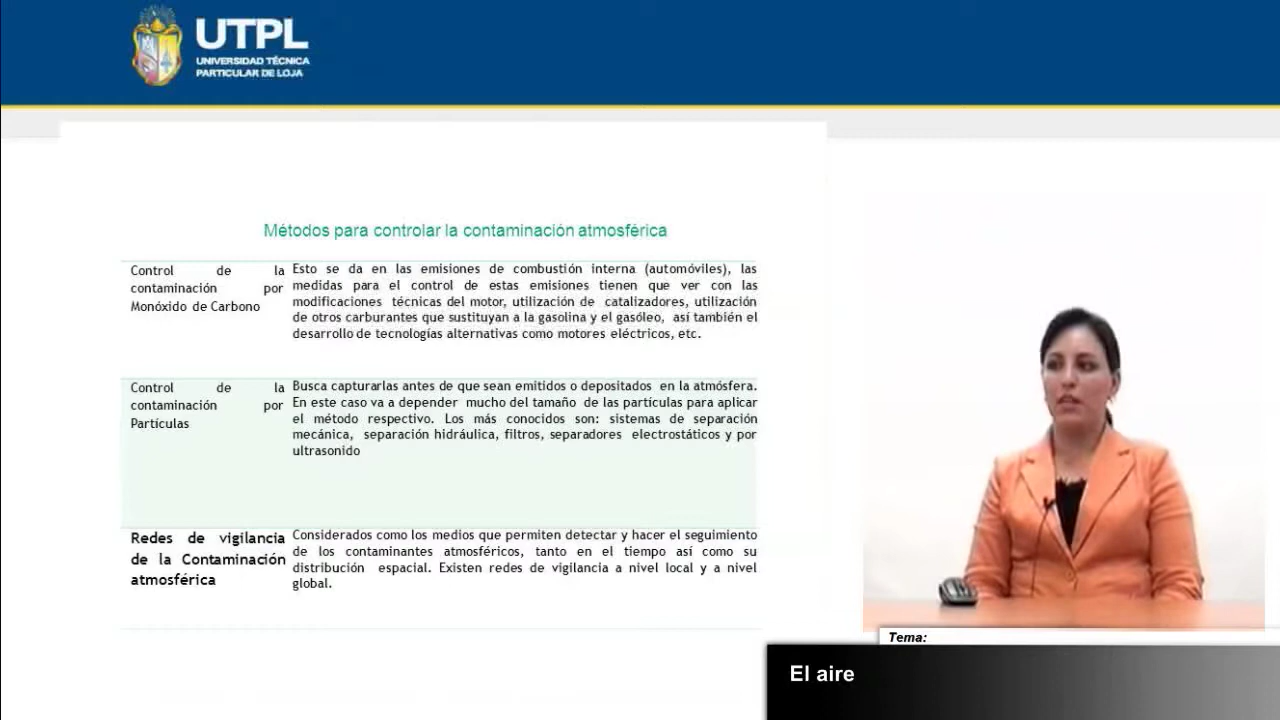 UTPL
UNIVERSIDAD TÉCNICA
PARTICULAR DE LOJA
Métodos para controlar la contaminación atmosférica
Control de la
contaminación por
Monóxido de Carbono
Esto se da en las emisiones de combustión interna (automóviles), las
medidas para el control de estas emisiones tienen que ver con las
modificaciones técnicas del motor, utilización de catalizadores, utilización
de otros carburantes que sustituyan a la gasolina y el gasóleo, así también el
desarrollo de tecnologías alternativas como motores eléctricos, etc.
Control de la
contaminación por
Partículas
Busca capturarlas antes de que sean emitidos o depositados en la atmósfera.
En este caso va a depender mucho del tamaño de las partículas para aplicar
el método respectivo. Los más conocidos son: sistemas de separación
mecánica, separación hidráulica, filtros, separadores electrostáticos y por
ultrasonido
Redes de vigilancia
de la Contaminación
atmosférica
Considerados como los medios que permiten detectar y hacer el seguimiento
de los contaminantes atmosféricos, tanto en el tiempo así como su
distribución espacial. Existen redes de vigilancia a nivel local y a nivel
global.
Tema:
El aire